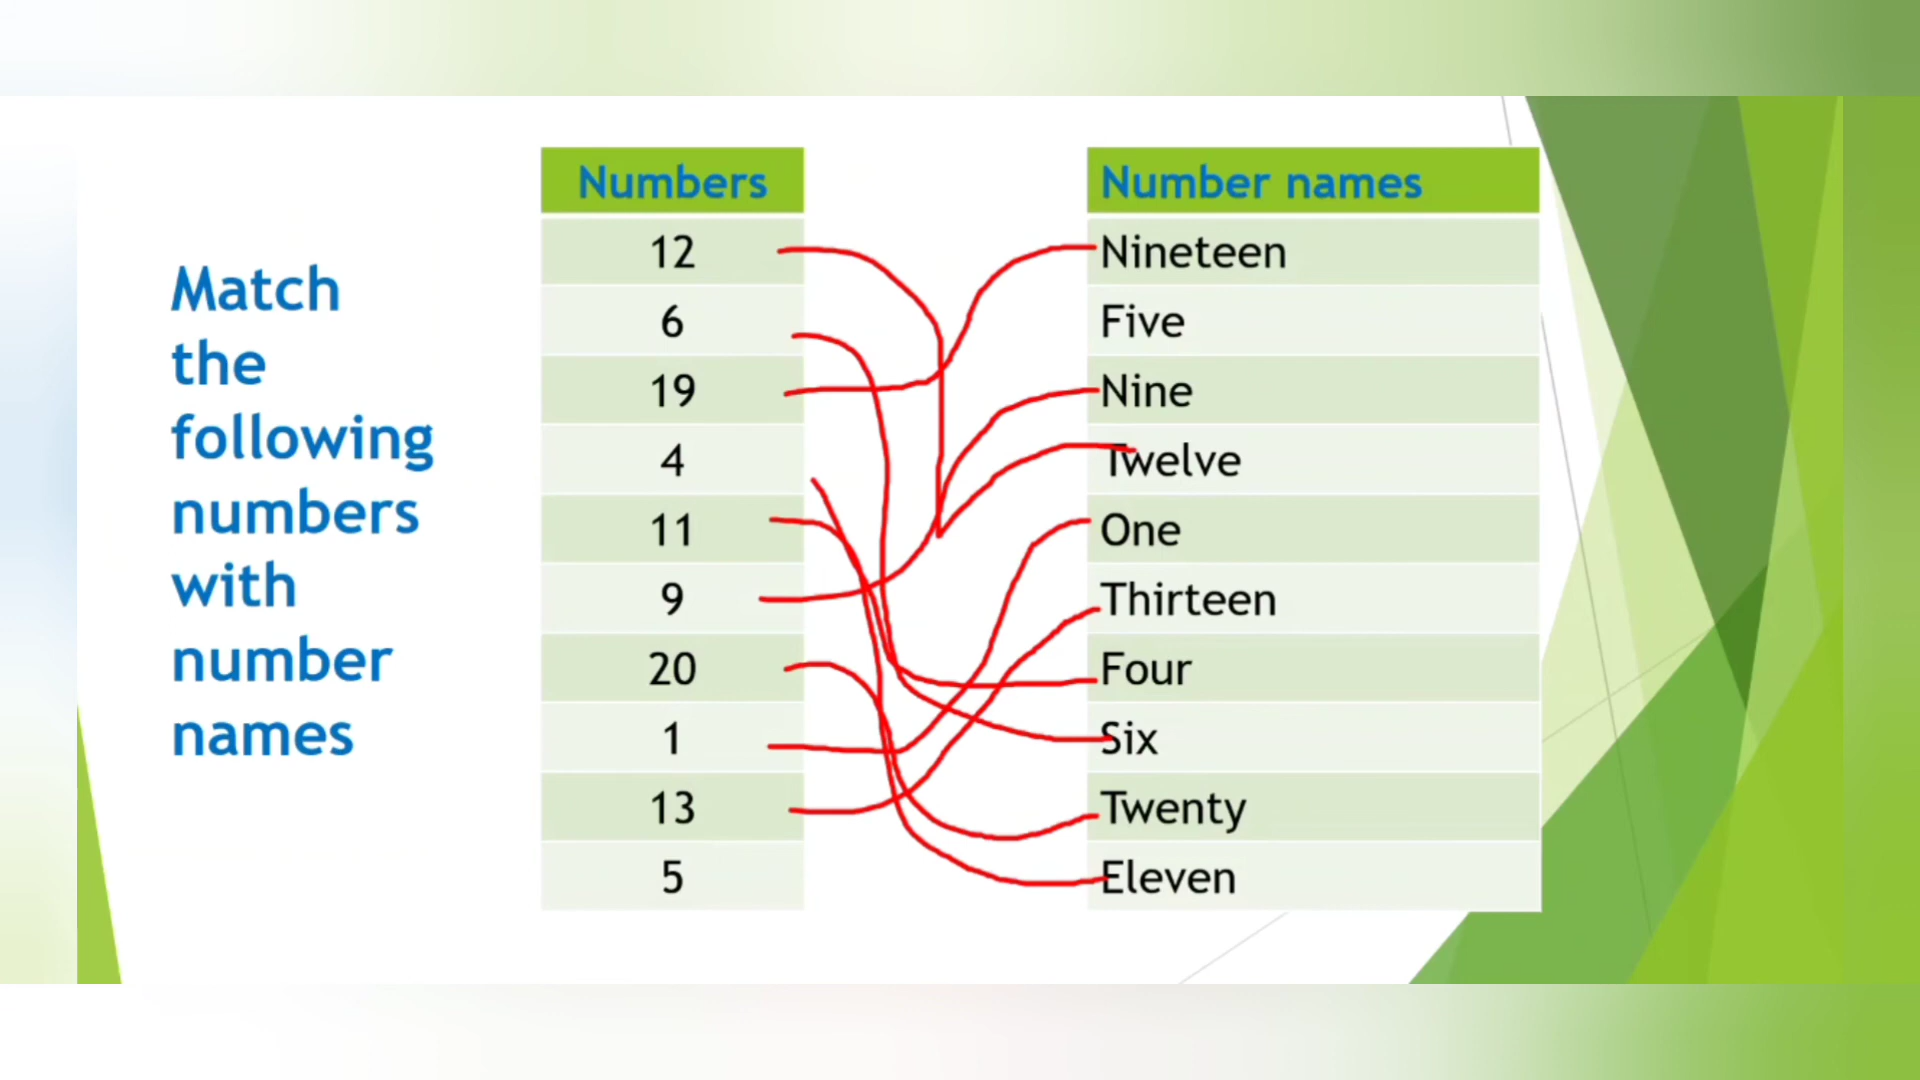 Match
the
following
numbers
with
number
names
Numbers Number names
12 Nineteen
6 Five
19 Nine
4 Twelve
11 One
9 Thirteen
20 Four
1 Six
13 Twenty
5 Eleven